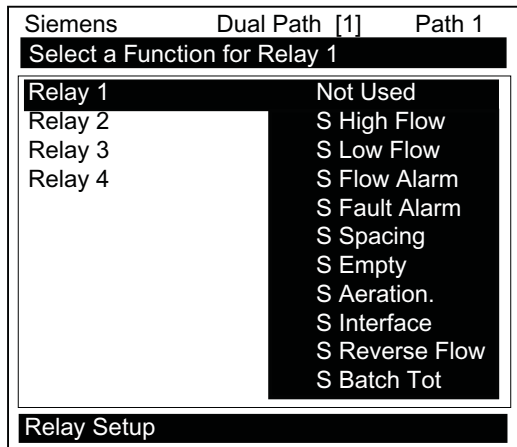 Siemens Dual Path [1] Path 1
Select a Function for Relay 1
Relay 1 Not Used
Relay 2 S High Flow
Relay 3 S Low Flow
Relay 4 S Flow Alarm
S Fault Alarm
S Spacing
S Empty
S Aeration.
S Interface
S Reverse Flow
S Batch Tot
Relay Setup